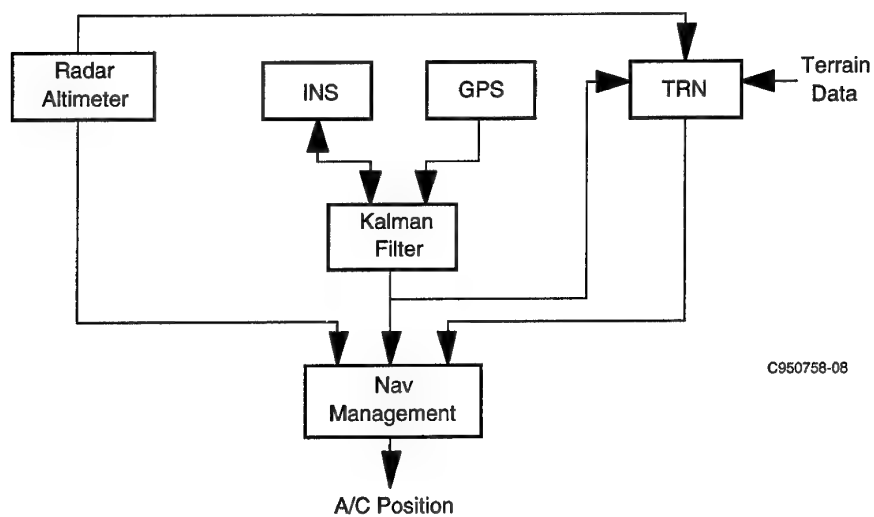 Radar
Altimeter
INS
GPS
TRN
Terrain
Data
Kalman
Filter
Nav
Management
C950758-08
A/C Position